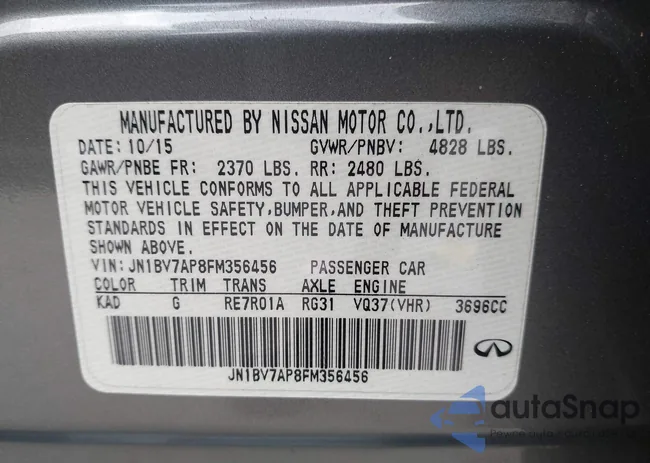 MANUFACTURED BY NISSAN MOTOR CO.,LTD.
DATE: 10/15 GVWR/PNBV: 4828 LBS.
GAWR/PNBE FR: 2370 LBS. RR: 2480 LBS.
THIS VEHICLE CONFORMS TO ALL APPLICABLE FEDERAL
MOTOR VEHICLE SAFETY,BUMPER,AND THEFT PREVENTION
STANDARDS IN EFFECT ON THE DATE OF MANUFACTURE
SHOWN ABOVE.
VIN:JN1BV7AP8FM356456 PASSENGER CAR
COLOR TRIM TRANS AXLE ENGINE
KAD G RE7R01A RG31 VQ37(VHR) 3696CC
JN1BV7AP8FM356456
autoSnap